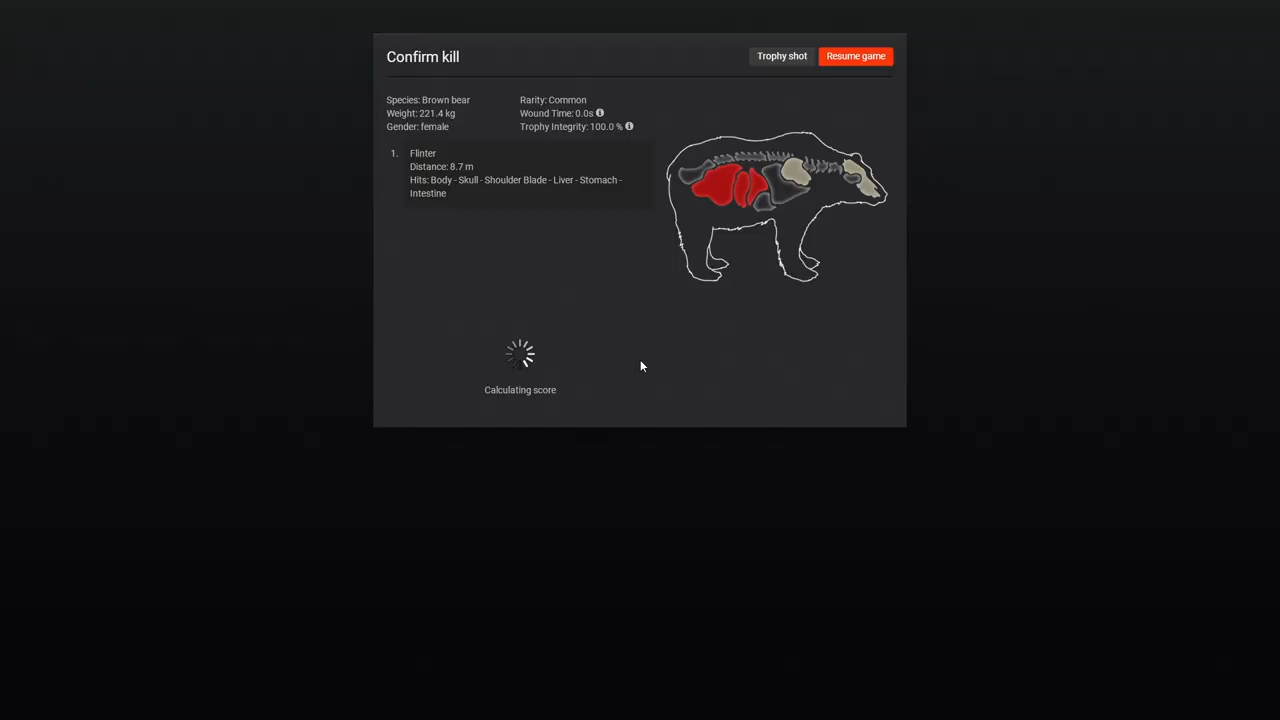 Confirm kill
Trophy shot
Resume game
Species: Brown bear
Weight: 221.4 kg
Gender: female
Rarity: Common
Wound Time: 0.0s
Trophy Integrity: 100.0 %
1. Flinter
Distance: 8.7 m
Hits: Body - Skull - Shoulder Blade - Liver - Stomach -
Intestine
Calculating score